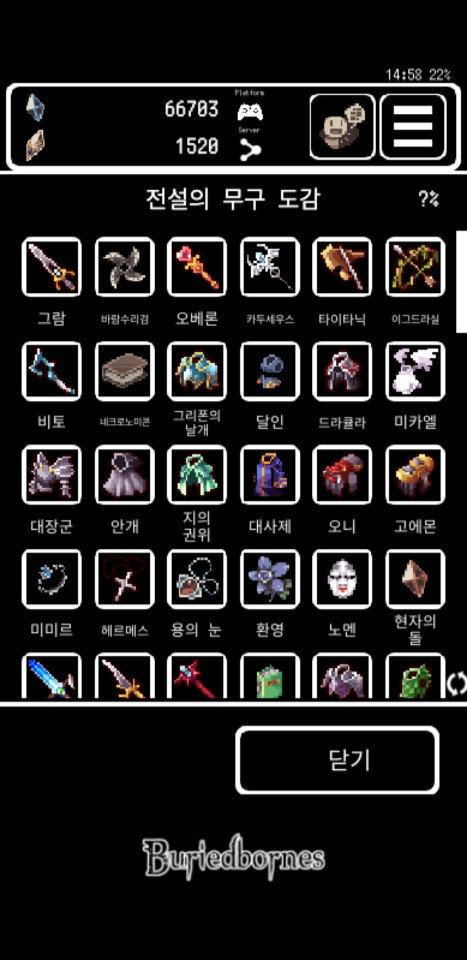 14:58 22%
Platform
66703
Server
1520
전설의 무구 도감
?%
그람 바람수리검 오베론 카두세우스 타이타닉 이그드라실
비토 네크로노미콘 그리폰의 달인 드라큘라 미카엘
날개
대장군 안개 지의 대사제 오니 고에몬
권위
미미르 헤르메스 용의 눈 환영 노멘 현자의
돌
닫기
Buriedbornes